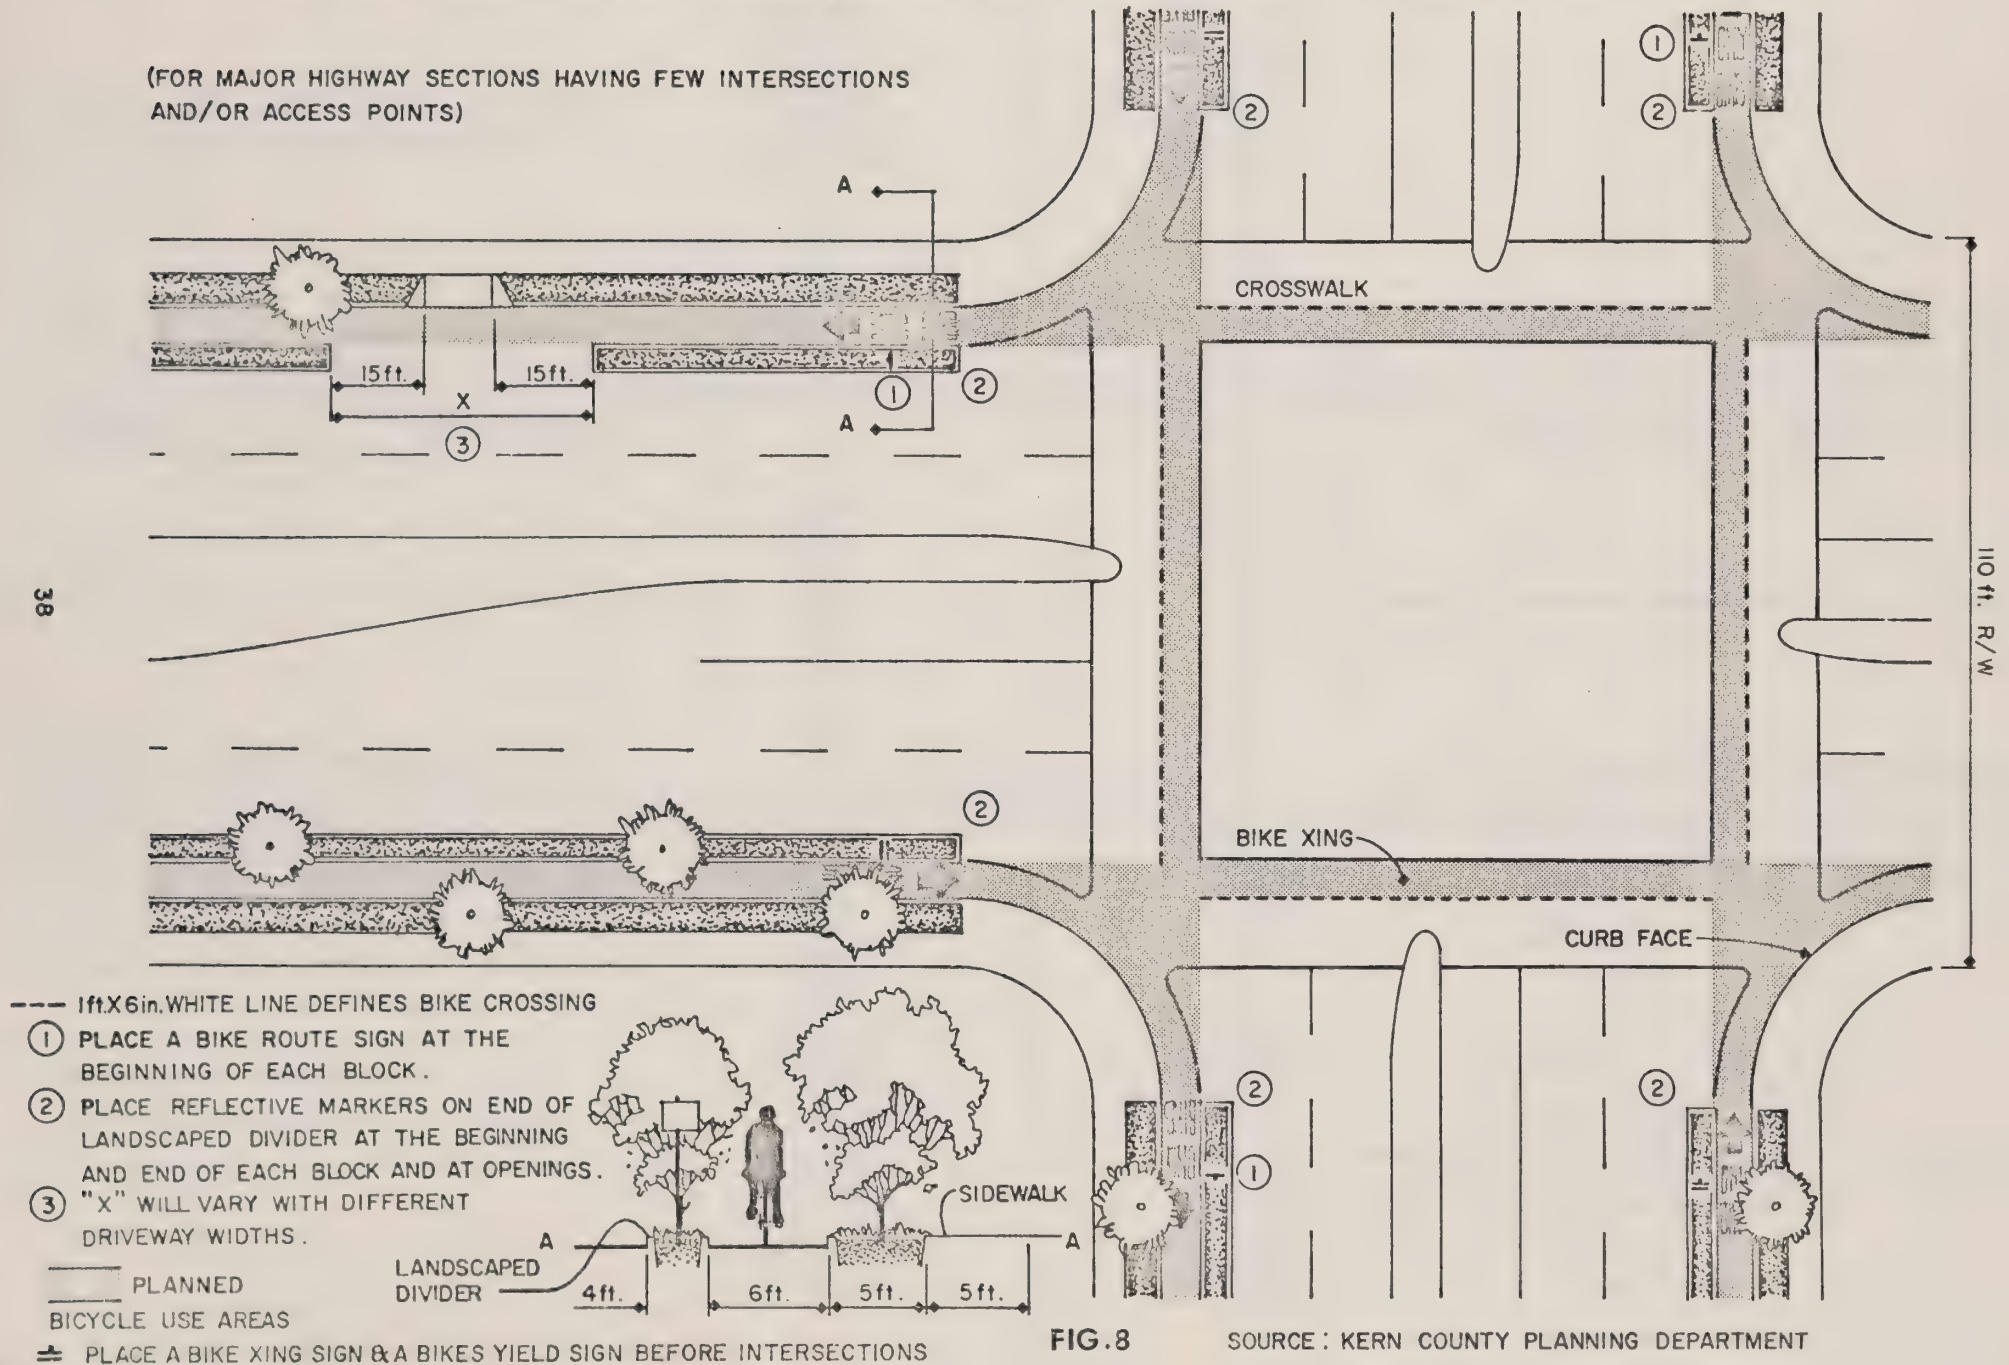 (FOR MAJOR HIGHWAY SECTIONS HAVING FEW INTERSECTIONS
AND/OR ACCESS POINTS)
1
2
2
2
A
CROSSWALK
15ft.
15ft.
X
3
1
2
A
110 ft. R/W
38
2
BIKE XING
CURB FACE
--- 1ft.X6in. WHITE LINE DEFINES BIKE CROSSING
1 PLACE A BIKE ROUTE SIGN AT THE
BEGINNING OF EACH BLOCK.
2 PLACE REFLECTIVE MARKERS ON END OF
LANDSCAPED DIVIDER AT THE BEGINNING
AND END OF EACH BLOCK AND AT OPENINGS.
3 "X" WILL VARY WITH DIFFERENT
DRIVEWAY WIDTHS.
PLANNED
BICYCLE USE AREAS
PLACE A BIKE XING SIGN & A BIKES YIELD SIGN BEFORE INTERSECTIONS
2
2
1
SIDEWALK
A
A
LANDSCAPED
DIVIDER
4ft.
6ft.
5ft.
5ft.
FIG.8
SOURCE: KERN COUNTY PLANNING DEPARTMENT